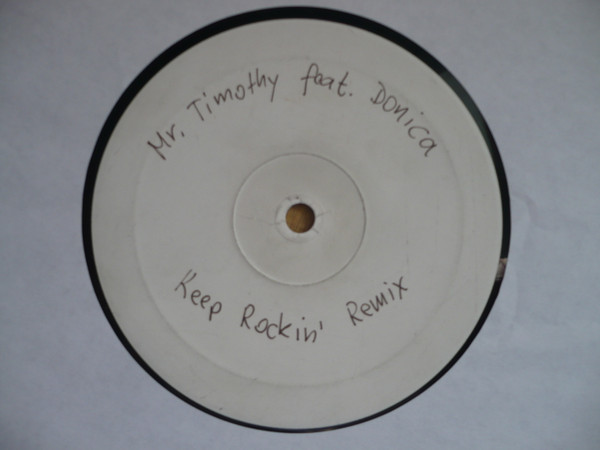 Mr. Timothy feat. Donica
Keep Rockin' Remix